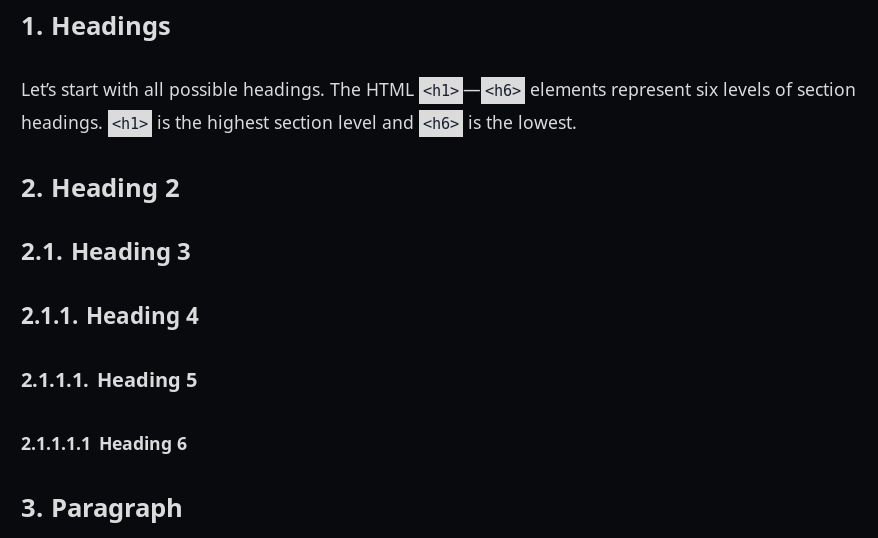 1. Headings
Let’s start with all possible headings. The HTML <h1>—<h6> elements represent six levels of section
headings. <h1> is the highest section level and <h6> is the lowest.
2. Heading 2
2.1. Heading 3
2.1.1. Heading 4
2.1.1.1. Heading 5
2.1.1.1.1 Heading 6
3. Paragraph